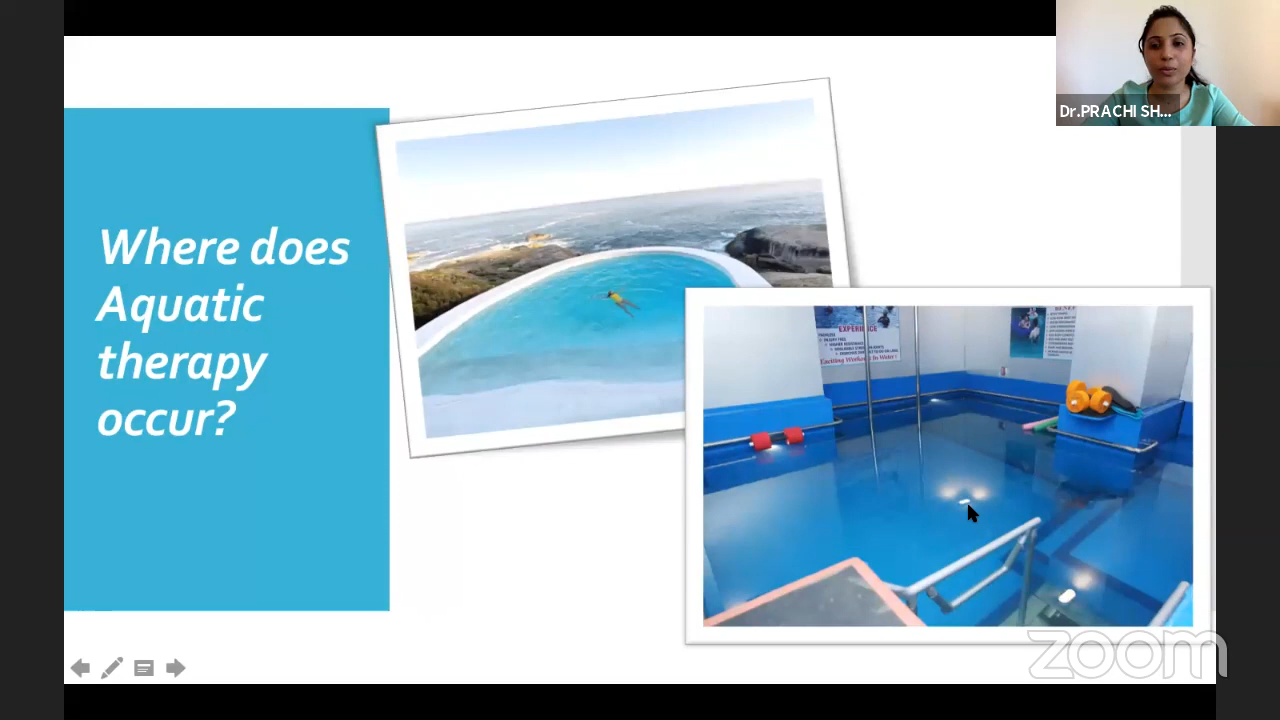 Where does
Aquatic
therapy
occur?
Dr.PRACHI SH...
EXPERIENCE
zoom